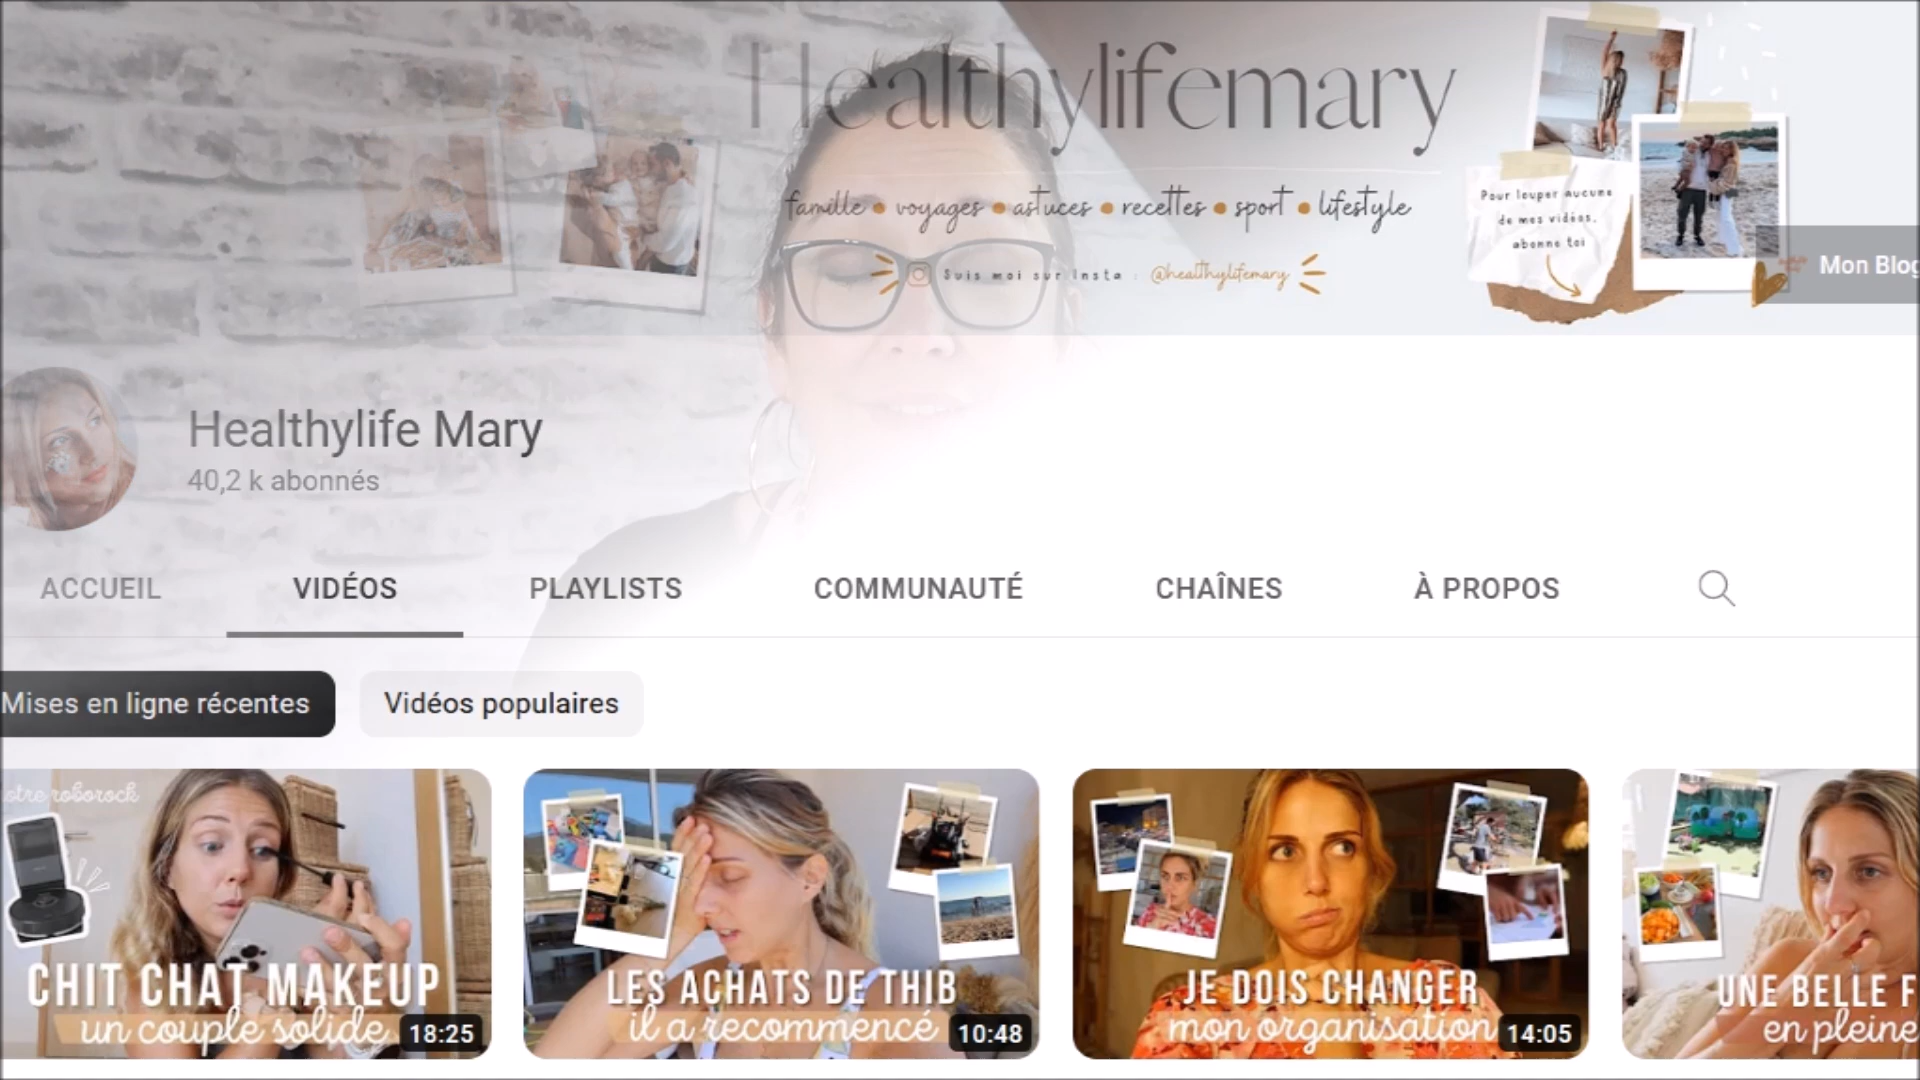 Healthylifemary
famille • voyages • astuces • recettes • sport • lifestyle
Suis moi sur Insta : @healthylifemary
Pour louper aucune
de mes vidéos,
abonne toi
Mon Blog
Healthylife Mary
40,2 k abonnés
ACCUEIL VIDÉOS PLAYLISTS COMMUNAUTÉ CHAÎNES À PROPOS
Mises en ligne récentes Vidéos populaires
roborock
CHIT CHAT MAKEUP
un couple solide
18:25
LES ACHATS DE THIB
il a recommencé
10:48
JE DOIS CHANGER
mon organisation
14:05
UNE BELLE F
en pleine